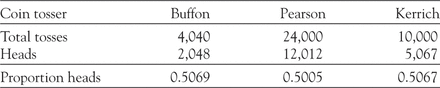 Coin tosser Buffon Pearson Kerrich
Total tosses 4,040 24,000 10,000
Heads 2,048 12,012 5,067
Proportion heads 0.5069 0.5005 0.5067